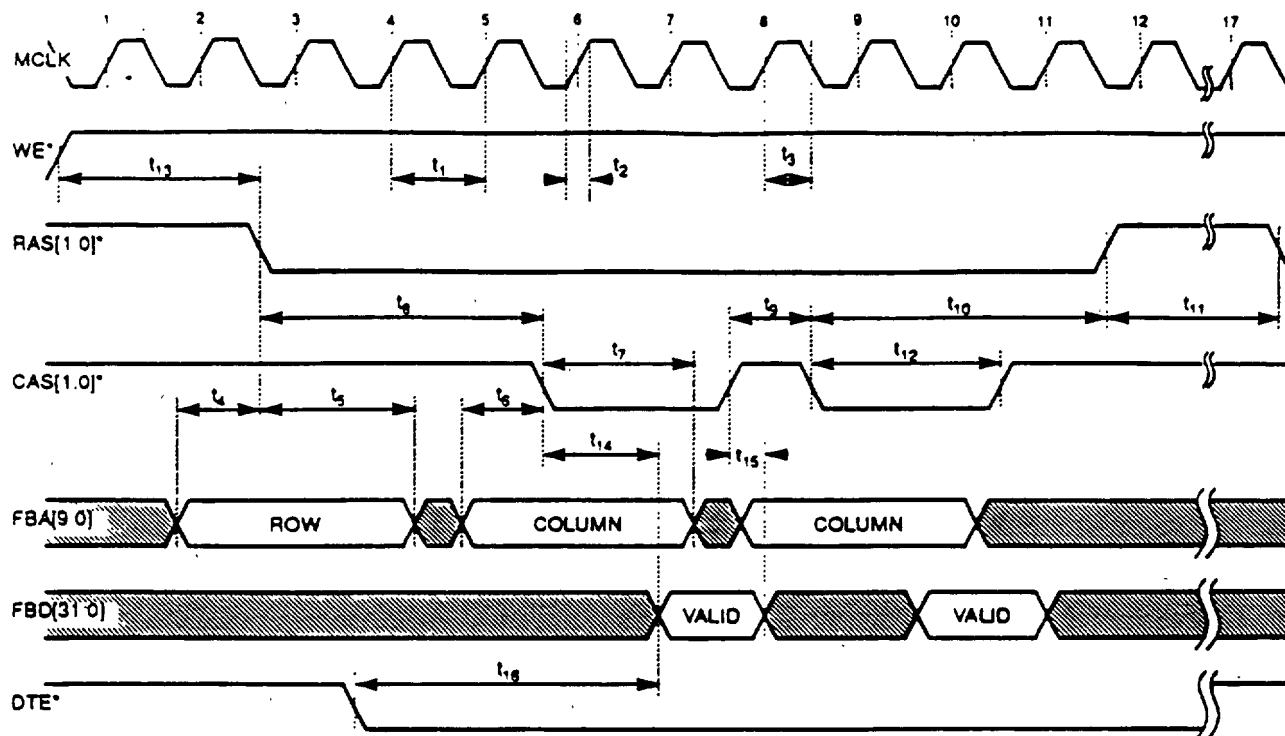 1 2 3 4 5 6 7 8 9 10 11 12 17
MCLK
WE*
t13 t1 t2 t3
RAS[1 0]*
t8 t9 t10 t11
CAS[1.0]*
t7 t12
t4 t5 t6
t14 t15
FBA[9 0]
ROW COLUMN COLUMN
FBD[31 0]
VALID VALID
DTE*
t16